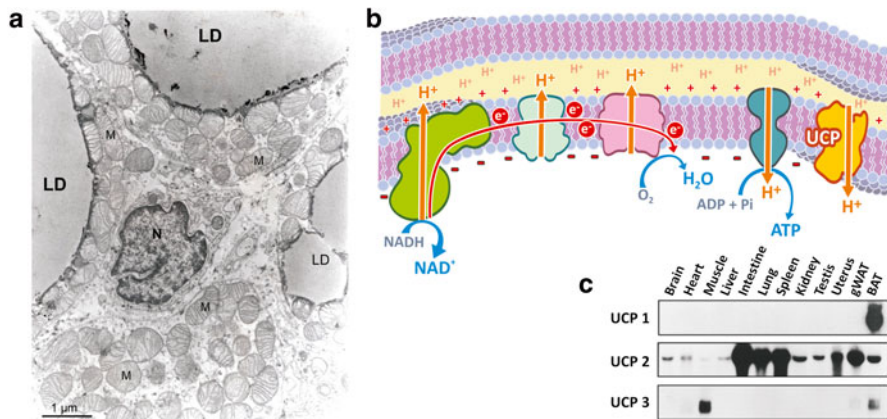 a
LD
M
M
LD
N
LD
M
M
1 µm
b
H⁺ H⁺ H⁺ H⁺ H⁺ H⁺ H⁺ H⁺ H⁺
H⁺ H⁺ H⁺
+ + + + + + + + + +
e⁻ e⁻ e⁻ e⁻
UCP
NADH
NAD⁺
O₂
H₂O
ADP + Pi
H⁺
ATP
H⁺
c
Brain Heart Muscle Liver Intestine Lung Spleen Kidney Testis Uterus gWAT BAT
UCP 1
UCP 2
UCP 3